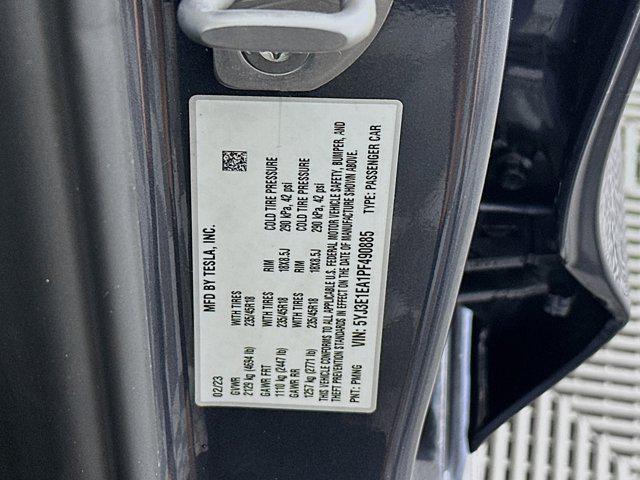 MFD BY TESLA, INC.
02/23
GVWR WITH TIRES RIM COLD TIRE PRESSURE
2129 kg (4694 lb) 235/45R18 18X8.5J 290 kPa, 42 psi
GAWR FRT WITH TIRES RIM COLD TIRE PRESSURE
1110 kg (2447 lb) 235/45R18 18X8.5J 290 kPa, 42 psi
GAWR RR
1257 kg (2771 lb) 235/45R18
THIS VEHICLE CONFORMS TO ALL APPLICABLE U.S. FEDERAL MOTOR VEHICLE SAFETY, BUMPER, AND
THEFT PREVENTION STANDARDS IN EFFECT ON THE DATE OF MANUFACTURE SHOWN ABOVE.
VIN: 5YJ3E1EA1PF490885
PNT: PMNG TYPE: PASSENGER CAR